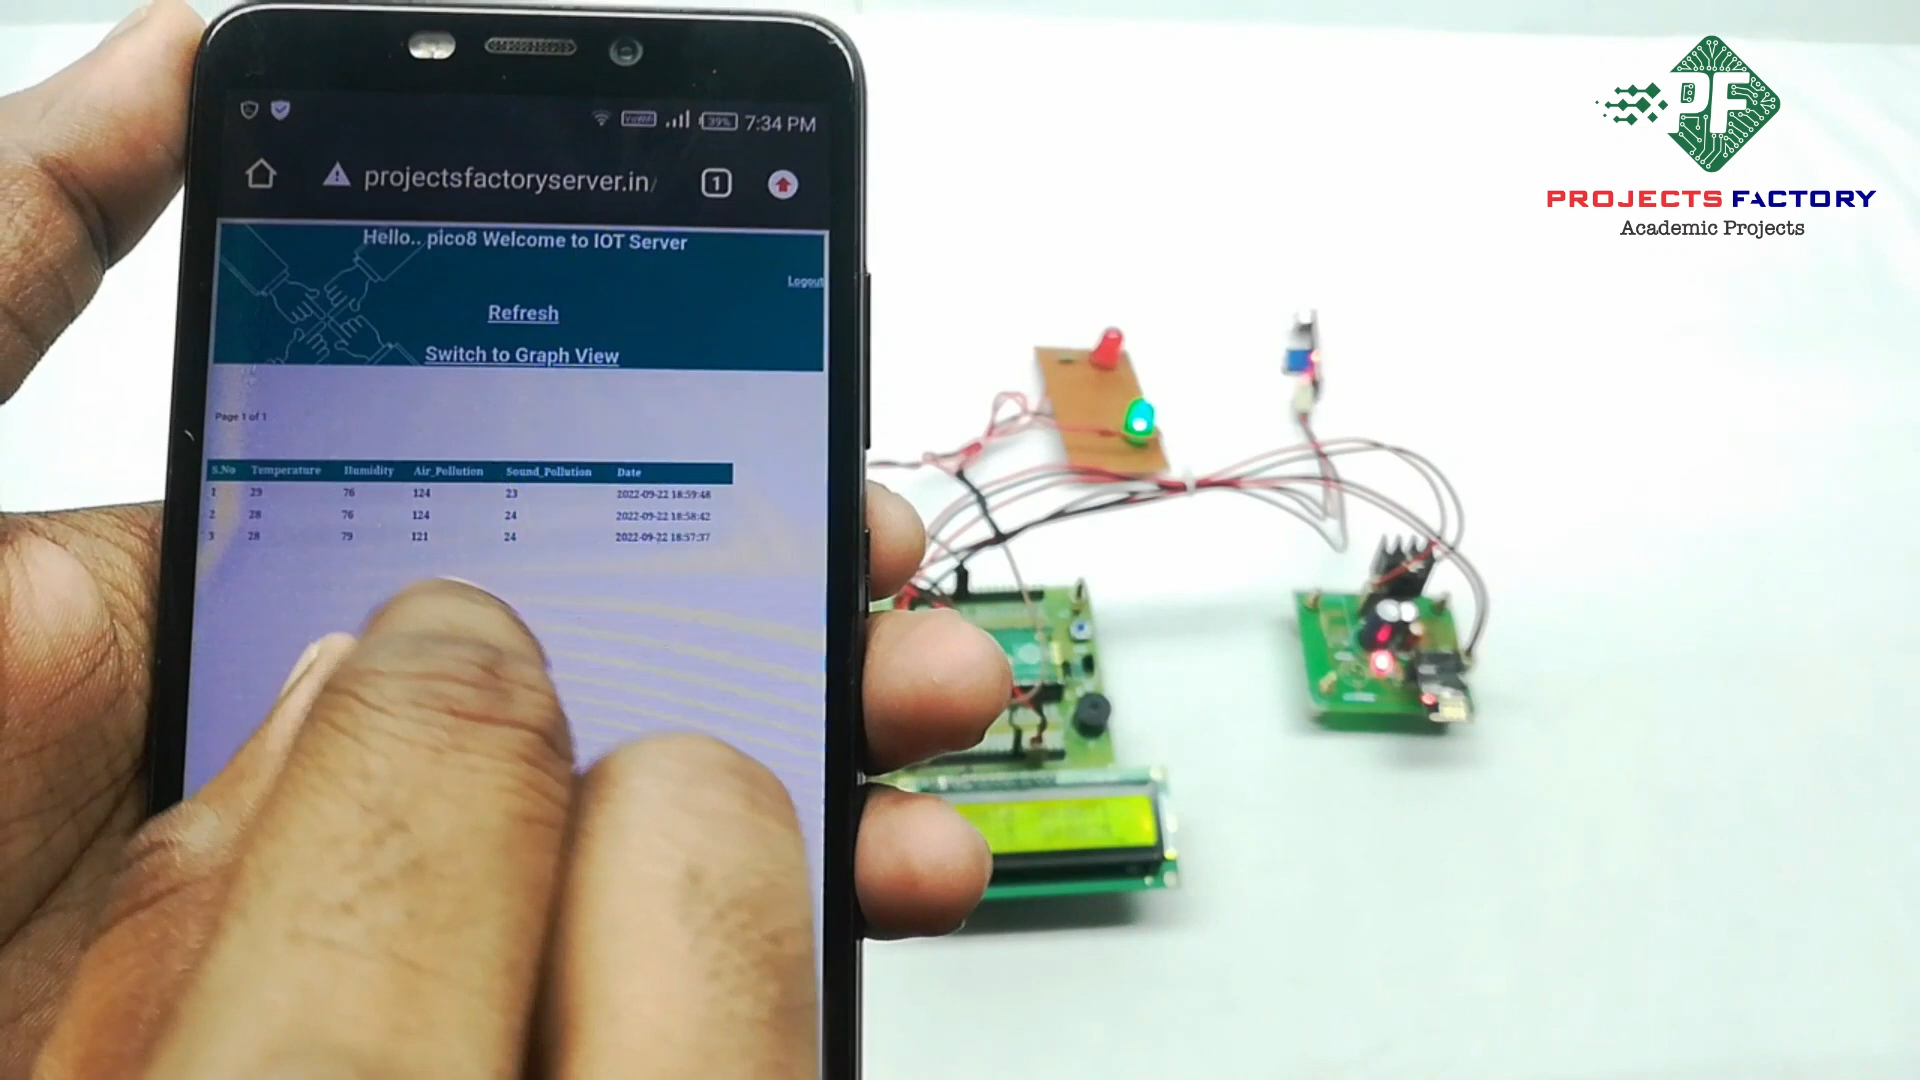 39% 7:34 PM
projectsfactoryserver.in/ 1
Hello.. pico8 Welcome to IOT Server
Logout
Refresh
Switch to Graph View
Page 1 of 1
S.No Temperature Humidity Air_Pollution Sound_Pollution Date
1 29 76 124 23 2022-09-22 18:59:48
2 28 76 124 24 2022-09-22 18:58:42
3 28 79 121 24 2022-09-22 18:57:37
PF
PROJECTS FACTORY
Academic Projects